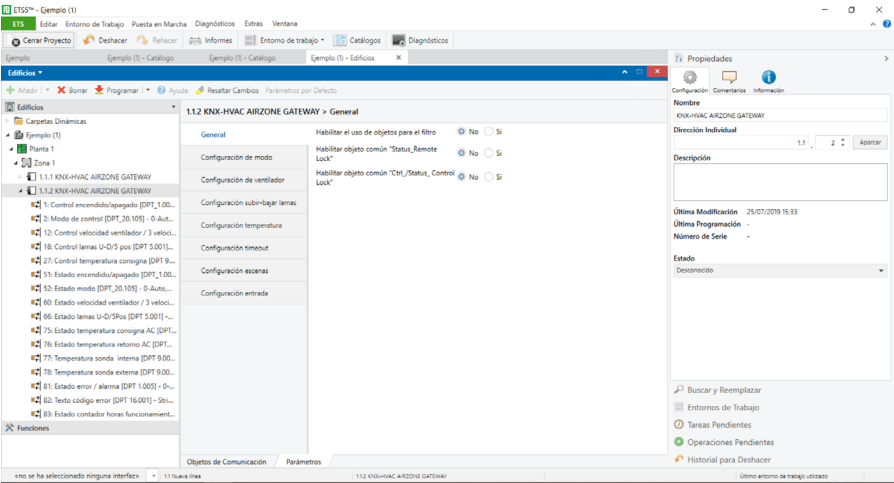 ETS5™ - Ejemplo (1)
ETS Editar Entorno de Trabajo Puesta en Marcha Diagnósticos Extras Ventana
Cerrar Proyecto Deshacer Rehacer Informes Entorno de trabajo Catálogos Diagnósticos
Ejemplo Ejemplo (1) - Catálogo Ejemplo (1) - Catálogo Ejemplo (1) - Edificios
Edificios
Añadir Borrar Programar Ayuda Resaltar Cambios Parámetros por Defecto
Edificios
Carpetas Dinámicas
Ejemplo (1)
Planta 1
Zona 1
1.1.1 KNX-HVAC AIRZONE GATEWAY
1.1.2 KNX-HVAC AIRZONE GATEWAY
1: Control encendido/apagado [DPT_1.00...
2: Modo de control [DPT_20.105] - 0-Aut...
12: Control velocidad ventilador / 3 veloci...
18: Control lamas U-D/5 pos [DPT 5.001]...
27: Control temperatura consigna [DPT 9....
51: Estado encendido/apagado [DPT_1.00...
52: Estado modo [DPT_20.105] - 0-Auto,...
60: Estado velocidad ventilador / 3 veloci...
66: Estado lamas U-D/5Pos [DPT 5.001] -...
75: Estado temperatura consigna AC [DPT...
76: Estado temperatura retorno AC [DPT...
77: Temperatura sonda interna [DPT 9.00...
78: Temperatura sonda externa [DPT 9.00...
81: Estado error / alarma [DPT 1.005] - 0-...
82: Texto código error [DPT 16.001] - Stri...
83: Estado contador horas funcionamient...
Funciones
1.1.2 KNX-HVAC AIRZONE GATEWAY > General
General
Configuración de modo
Configuración de ventilador
Configuración subir-bajar lamas
Configuración temperatura
Configuración timeout
Configuración escenas
Configuración entrada
Habilitar el uso de objetos para el filtro No Si
Habilitar objeto común "Status_Remote
Lock" No Si
Habilitar objeto común "Ctrl_/Status_ Control
Lock" No Si
Objetos de Comunicación Parámetros
Propiedades
Configuración Comentarios Información
Nombre
KNX-HVAC AIRZONE GATEWAY
Dirección Individual
1.1 . 2 Aparcar
Descripción
Última Modificación 25/07/2019 15:33
Última Programación -
Número de Serie -
Estado
Desconocido
Buscar y Reemplazar
Entornos de Trabajo
Tareas Pendientes
Operaciones Pendientes
Historial para Deshacer
<no se ha seleccionado ninguna interfez> 1.1 Nueva línea 1.1.2 KNX-HVAC AIRZONE GATEWAY Último entorno de trabajo utilizado